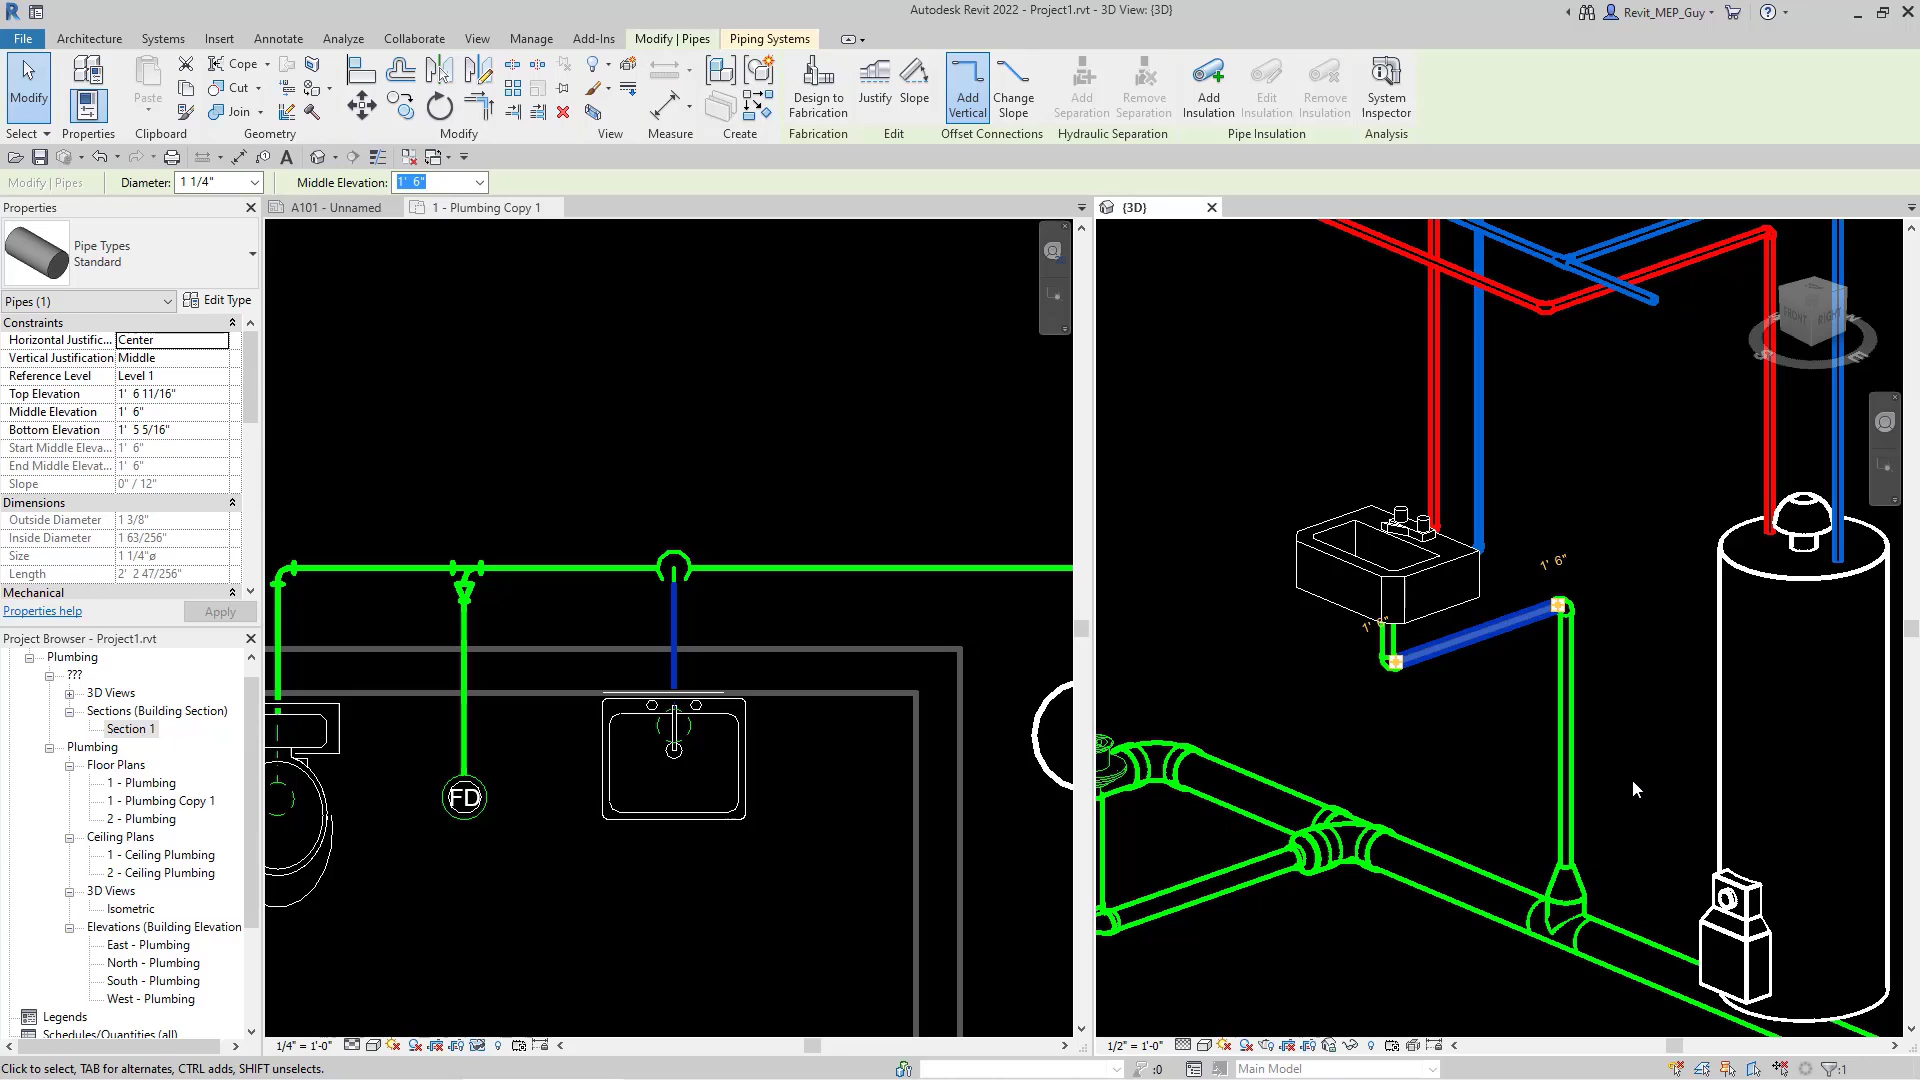 Autodesk Revit 2022 - Project1.rvt - 3D View: {3D}
Revit_MEP_Guy
File Architecture Systems Insert Annotate Analyze Collaborate View Manage Add-Ins Modify | Pipes Piping Systems
Modify
Paste
Cope
Cut
Join
Design to Fabrication
Justify Slope
Add Vertical
Change Slope
Add Separation
Remove Separation
Add Insulation
Edit Insulation
Remove Insulation
System Inspector
Select Properties Clipboard Geometry Modify View Measure Create Fabrication Edit Offset Connections Hydraulic Separation Pipe Insulation Analysis
Modify | Pipes Diameter: 1 1/4" Middle Elevation: 1' 6"
Properties
A101 - Unnamed
1 - Plumbing Copy 1
{3D}
Pipe Types
Standard
Pipes (1) Edit Type
Constraints
Horizontal Justific... Center
Vertical Justification Middle
Reference Level Level 1
Top Elevation 1' 6 11/16"
Middle Elevation 1' 6"
Bottom Elevation 1' 5 5/16"
Start Middle Eleva... 1' 6"
End Middle Elevat... 1' 6"
Slope 0" / 12"
Dimensions
Outside Diameter 1 3/8"
Inside Diameter 1 63/256"
Size 1 1/4"ø
Length 2' 2 47/256"
Mechanical
Properties help Apply
Project Browser - Project1.rvt
Plumbing
???
3D Views
Sections (Building Section)
Section 1
Plumbing
Floor Plans
1 - Plumbing
1 - Plumbing Copy 1
2 - Plumbing
Ceiling Plans
1 - Ceiling Plumbing
2 - Ceiling Plumbing
3D Views
Isometric
Elevations (Building Elevation
East - Plumbing
North - Plumbing
South - Plumbing
West - Plumbing
Legends
Schedules/Quantities (all)
FD
FRONT RIGHT
S E
1' 6"
1/4" = 1'-0"
1/2" = 1'-0"
Click to select, TAB for alternates, CTRL adds, SHIFT unselects.
:0
Main Model
:1